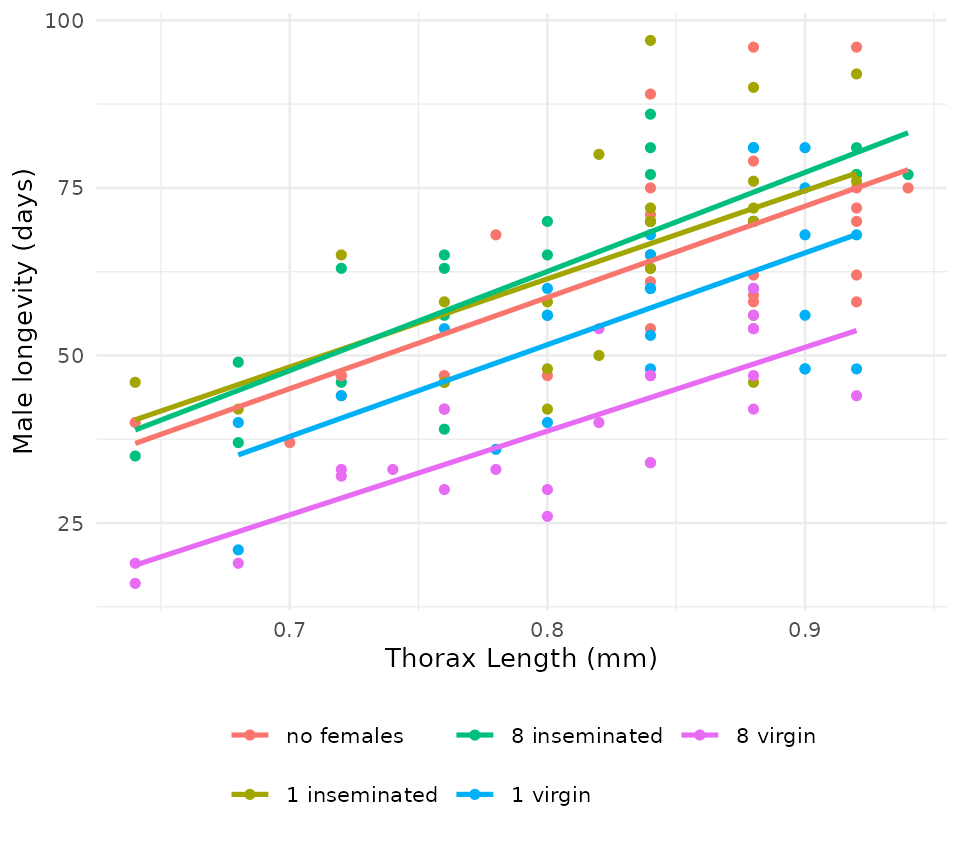 100
75
50
25
Male longevity (days)
0.7 0.8 0.9
Thorax Length (mm)
no females 8 inseminated 8 virgin
1 inseminated 1 virgin